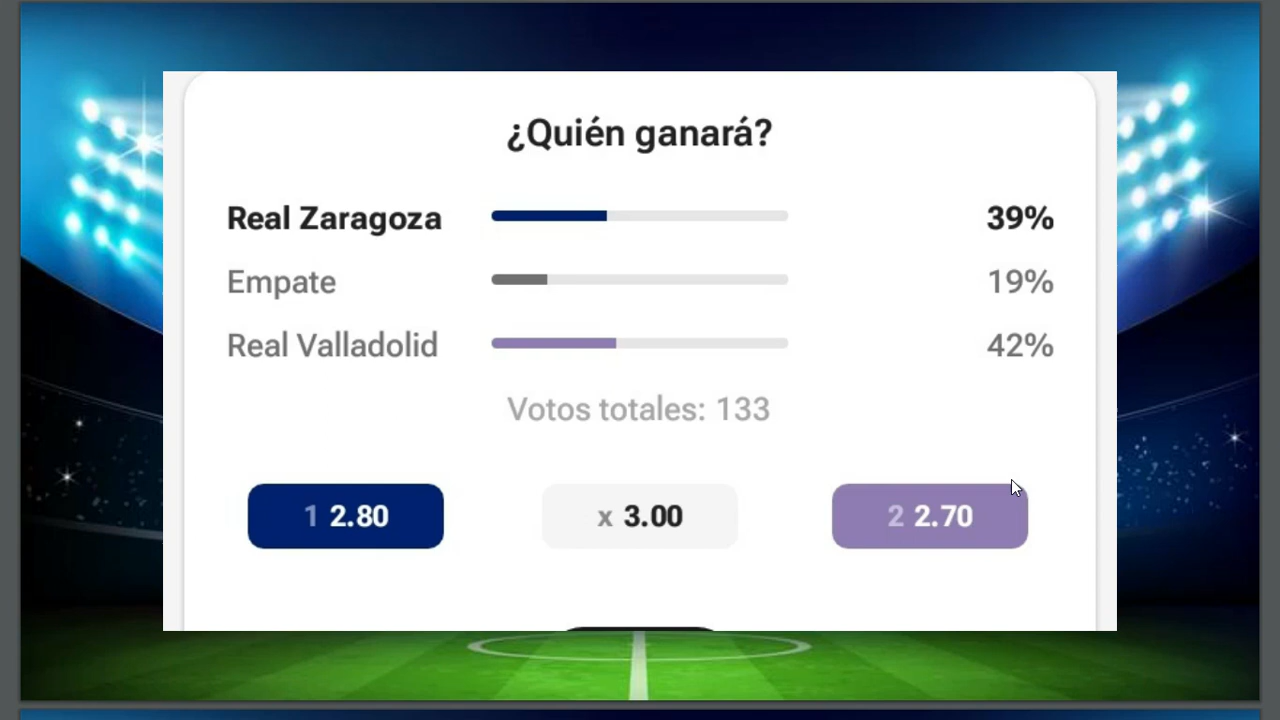 ¿Quién ganará?
Real Zaragoza 39%
Empate 19%
Real Valladolid 42%
Votos totales: 133
1 2.80 x 3.00 2 2.70